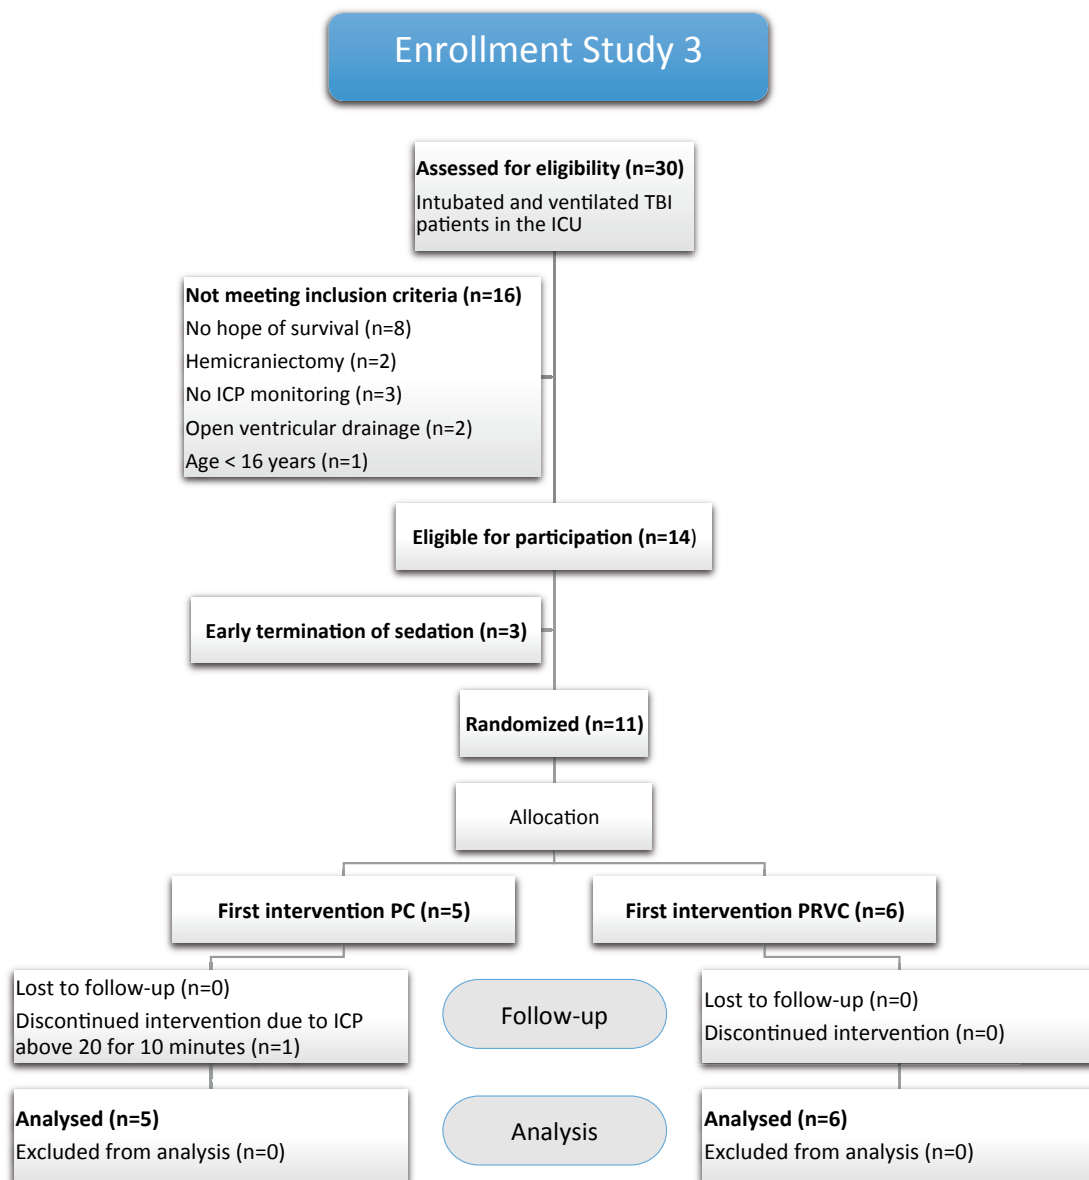 Enrollment Study 3
Assessed for eligibility (n=30)
Intubated and ventilated TBI
patients in the ICU
Not meeting inclusion criteria (n=16)
No hope of survival (n=8)
Hemicraniectomy (n=2)
No ICP monitoring (n=3)
Open ventricular drainage (n=2)
Age < 16 years (n=1)
Eligible for participation (n=14)
Early termination of sedation (n=3)
Randomized (n=11)
Allocation
First intervention PC (n=5)
First intervention PRVC (n=6)
Lost to follow-up (n=0)
Discontinued intervention due to ICP
above 20 for 10 minutes (n=1)
Follow-up
Lost to follow-up (n=0)
Discontinued intervention (n=0)
Analysed (n=5)
Excluded from analysis (n=0)
Analysis
Analysed (n=6)
Excluded from analysis (n=0)